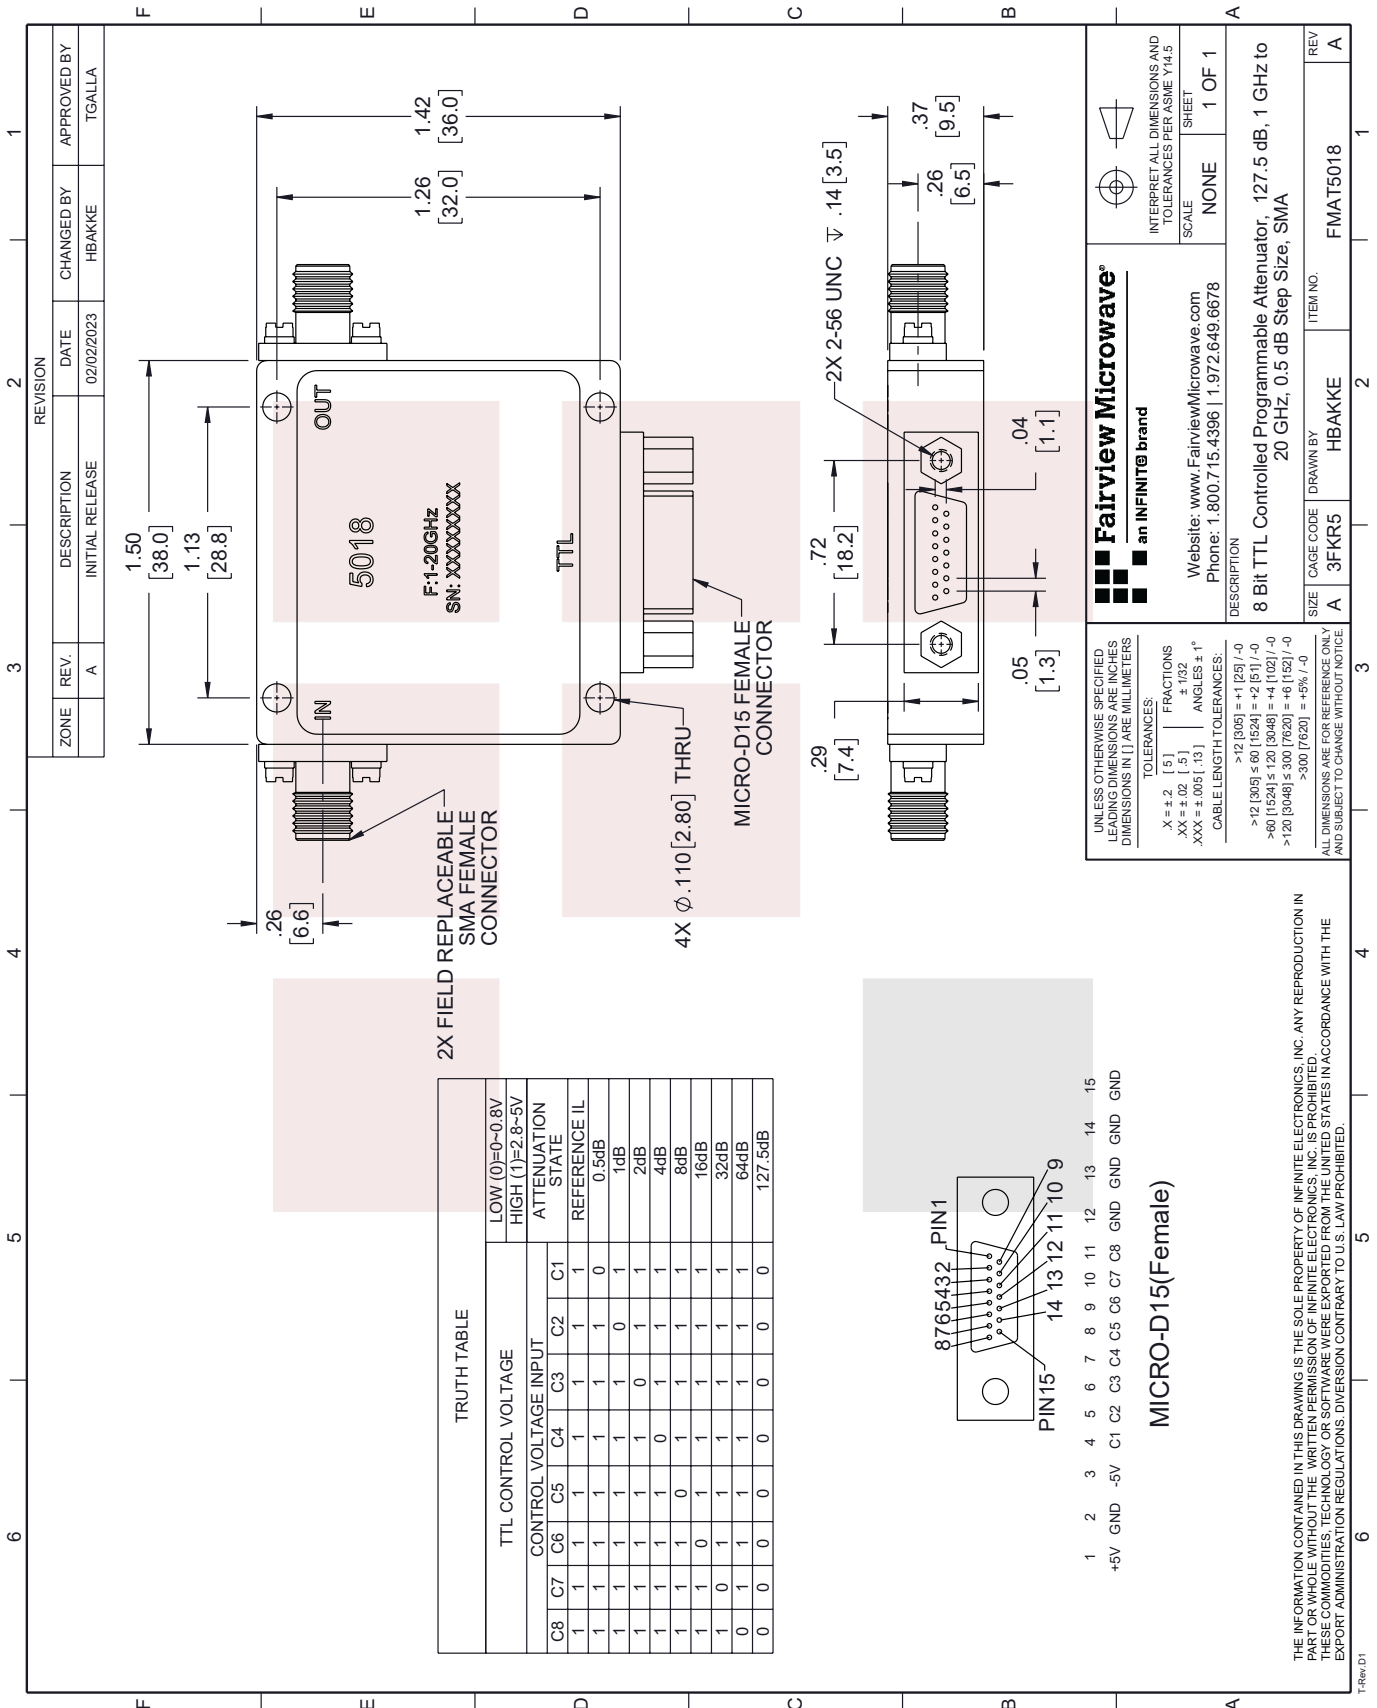 6 5 4 3 2 1
REVISION
ZONE REV. DESCRIPTION DATE CHANGED BY APPROVED BY
A INITIAL RELEASE 02/02/2023 HBAKKE TGALLA
F
E
D
C
B
A
1.50
[38.0]
1.13
[28.8]
.26
[6.6]
IN
OUT
5018
F:1-20GHz
SN: XXXXXXX
TTL
1.26
[32.0]
1.42
[36.0]
2X FIELD REPLACEABLE
SMA FEMALE
CONNECTOR
4X ⌀.110 [2.80] THRU
MICRO-D15 FEMALE
CONNECTOR
TRUTH TABLE
TTL CONTROL VOLTAGE LOW (0)=0~0.8V
HIGH (1)=2.8~5V
CONTROL VOLTAGE INPUT ATTENUATION
STATE
C8 C7 C6 C5 C4 C3 C2 C1
1 1 1 1 1 1 1 1 REFERENCE IL
1 1 1 1 1 1 1 0 0.5dB
1 1 1 1 1 1 0 1 1dB
1 1 1 1 1 0 1 1 2dB
1 1 1 1 0 1 1 1 4dB
1 1 1 0 1 1 1 1 8dB
1 1 0 1 1 1 1 1 16dB
1 0 1 1 1 1 1 1 32dB
0 1 1 1 1 1 1 1 64dB
0 0 0 0 0 0 0 0 127.5dB
.29
[7.4]
.72
[18.2]
2X 2-56 UNC ↧ .14 [3.5]
.05
[1.3]
.04
[1.1]
.26
[6.5]
.37
[9.5]
8765432 PIN1
PIN15 14 13 12 11 10 9
1 2 3 4 5 6 7 8 9 10 11 12 13 14 15
+5V GND -5V C1 C2 C3 C4 C5 C6 C7 C8 GND GND GND GND
MICRO-D15(Female)
UNLESS OTHERWISE SPECIFIED
LEADING DIMENSIONS ARE INCHES
DIMENSIONS IN [ ] ARE MILLIMETERS
TOLERANCES:
.X = ± .2 [ 5 ] FRACTIONS
.XX = ± .02 [ .5 ] ± 1/32
.XXX = ± .005 [ .13 ] ANGLES ± 1°
CABLE LENGTH TOLERANCES:
>12 [305] = +1 [25] / -0
>12 [305] ≤ 60 [1524] = +2 [51] / -0
>60 [1524] ≤ 120 [3048] = +4 [102] / -0
>120 [3048] ≤ 300 [7620] = +6 [152] / -0
>300 [7620] = +5% / -0
ALL DIMENSIONS ARE FOR REFERENCE ONLY
AND SUBJECT TO CHANGE WITHOUT NOTICE.
Fairview Microwave®
an INFINIT® brand
Website: www.FairviewMicrowave.com
Phone: 1.800.715.4396 | 1.972.649.6678
INTERPRET ALL DIMENSIONS AND
TOLERANCES PER ASME Y14.5
SCALE NONE
SHEET 1 OF 1
DESCRIPTION
8 Bit TTL Controlled Programmable Attenuator, 127.5 dB, 1 GHz to
20 GHz, 0.5 dB Step Size, SMA
SIZE A
CAGE CODE 3FKR5
DRAWN BY HBAKKE
ITEM NO. FMAT5018
REV A
THE INFORMATION CONTAINED IN THIS DRAWING IS THE SOLE PROPERTY OF INFINITE ELECTRONICS, INC. ANY REPRODUCTION IN
PART OR WHOLE WITHOUT THE WRITTEN PERMISSION OF INFINITE ELECTRONICS, INC. IS PROHIBITED.
THESE COMMODITIES, TECHNOLOGY OR SOFTWARE WERE EXPORTED FROM THE UNITED STATES IN ACCORDANCE WITH THE
EXPORT ADMINISTRATION REGULATIONS. DIVERSION CONTRARY TO U.S. LAW PROHIBITED.
F
E
D
C
B
A
6 5 4 3 2 1
T-Rev.D1